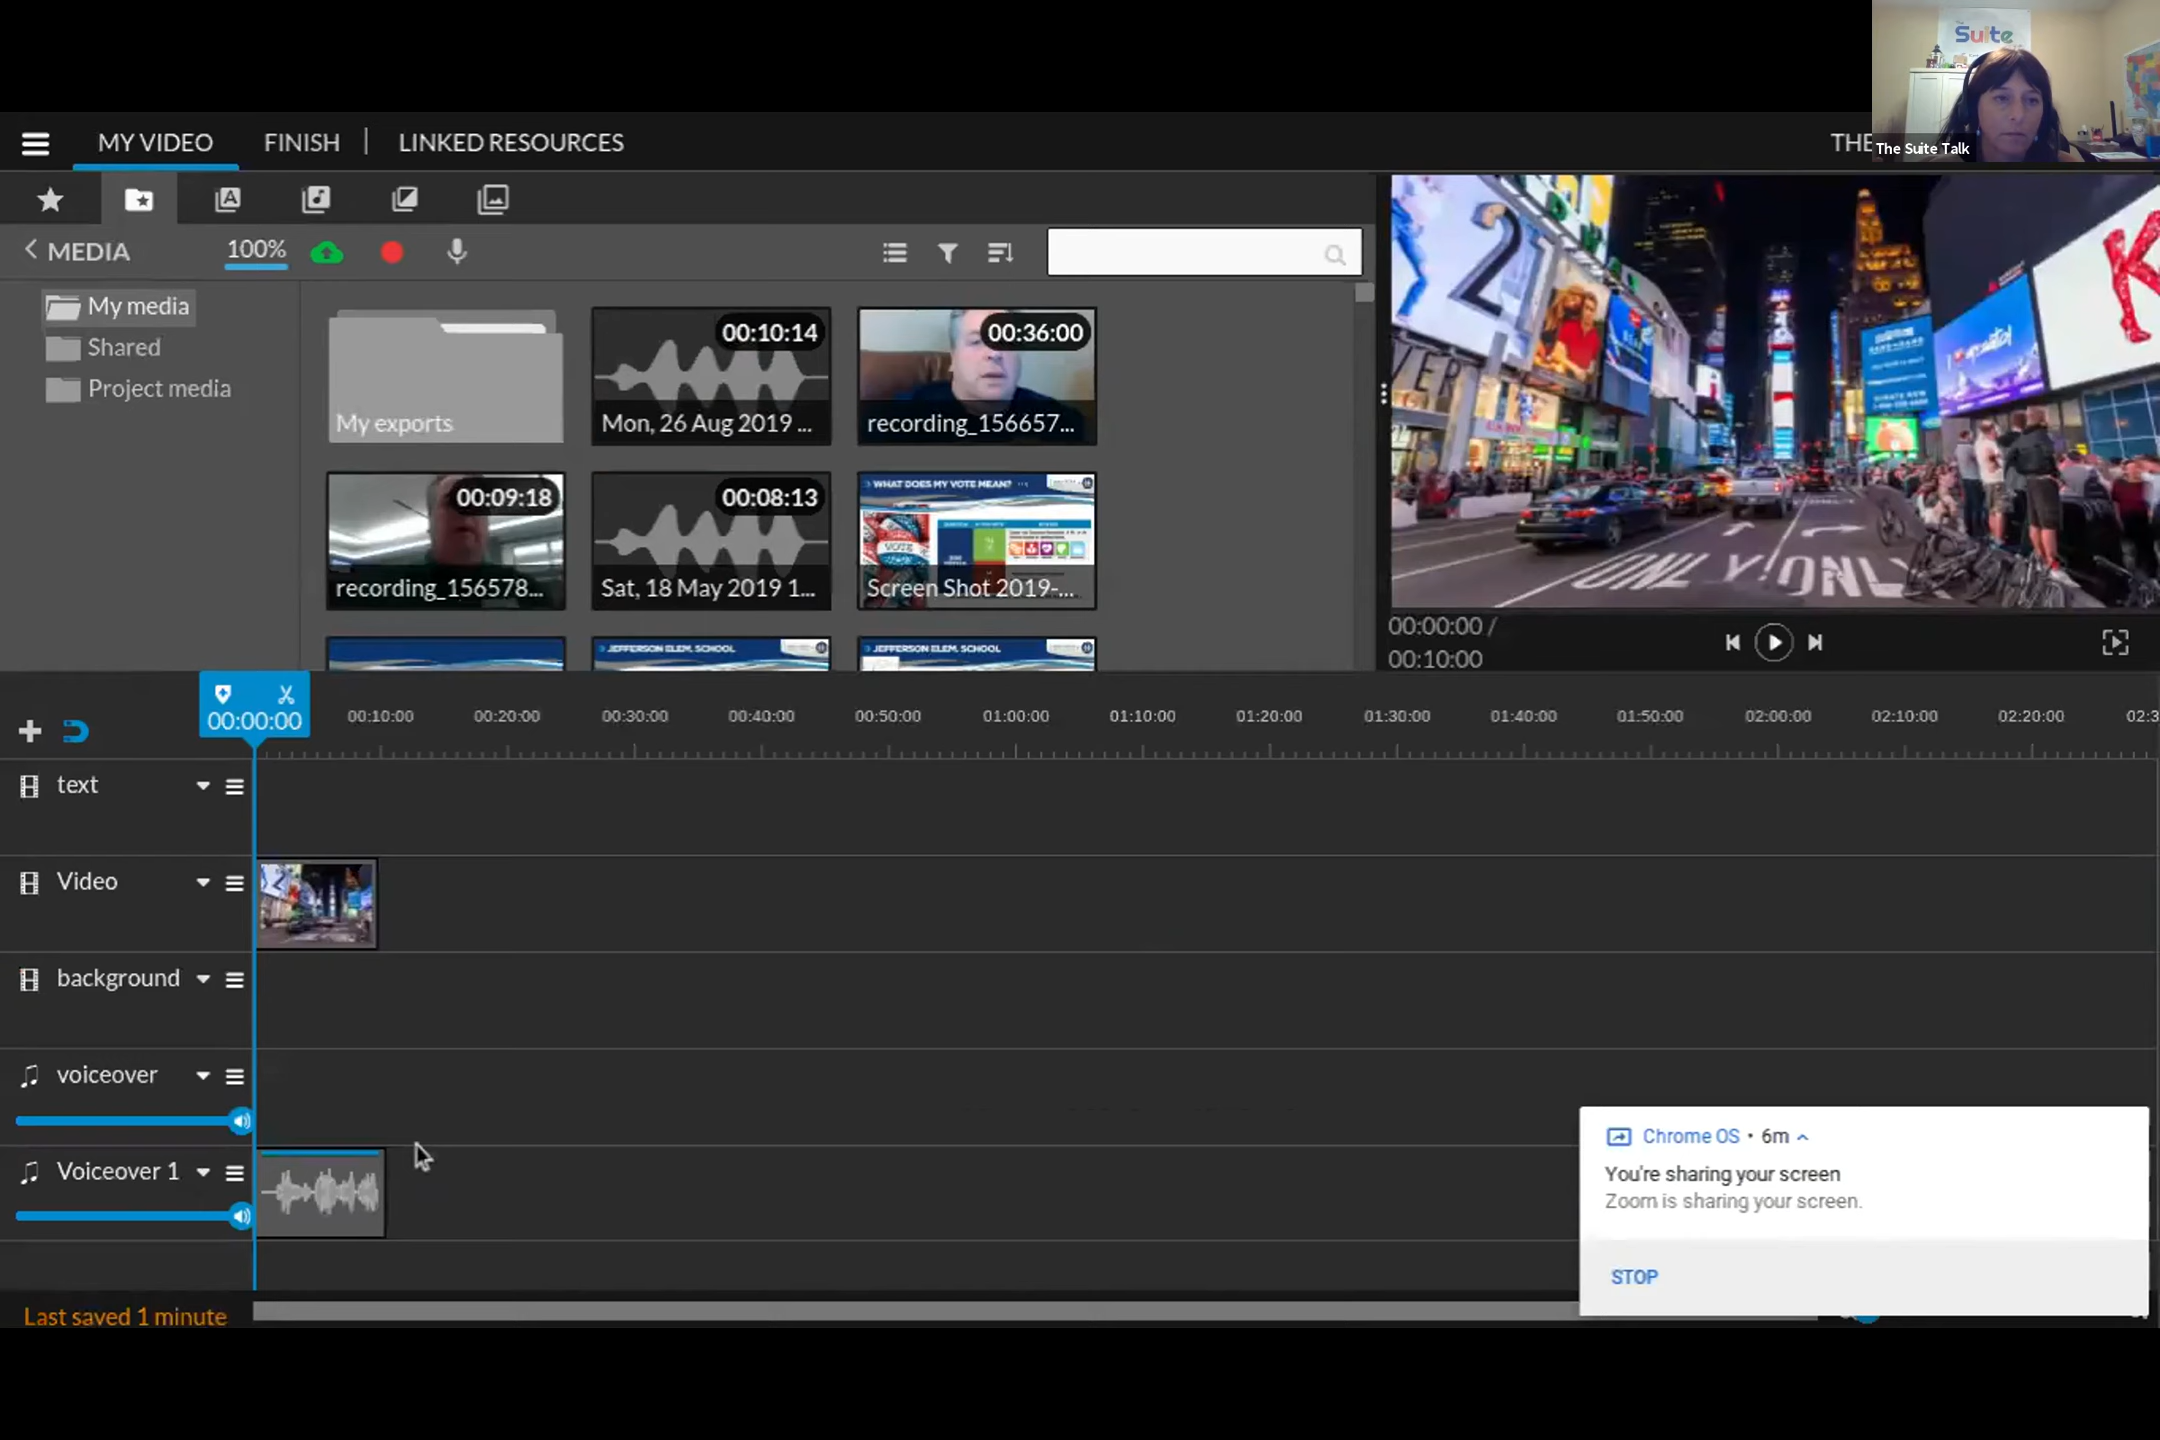 Suite
The Suite Talk
MY VIDEO
FINISH
LINKED RESOURCES
THE
MEDIA
100%
My media
Shared
Project media
My exports
00:10:14
Mon, 26 Aug 2019 ...
00:36:00
recording_156657...
00:09:18
recording_156578...
00:08:13
Sat, 18 May 2019 1...
WHAT DOES MY VOTE MEAN?
VOTE
Screen Shot 2019-...
JEFFERSON ELEM. SCHOOL
JEFFERSON ELEM. SCHOOL
2
K
ONLY
ONLY
00:00:00 /
00:10:00
00:00:00
00:10:00
00:20:00
00:30:00
00:40:00
00:50:00
01:00:00
01:10:00
01:20:00
01:30:00
01:40:00
01:50:00
02:00:00
02:10:00
02:20:00
02:3
text
Video
background
voiceover
Voiceover 1
Chrome OS • 6m
You're sharing your screen
Zoom is sharing your screen.
STOP
Last saved 1 minute